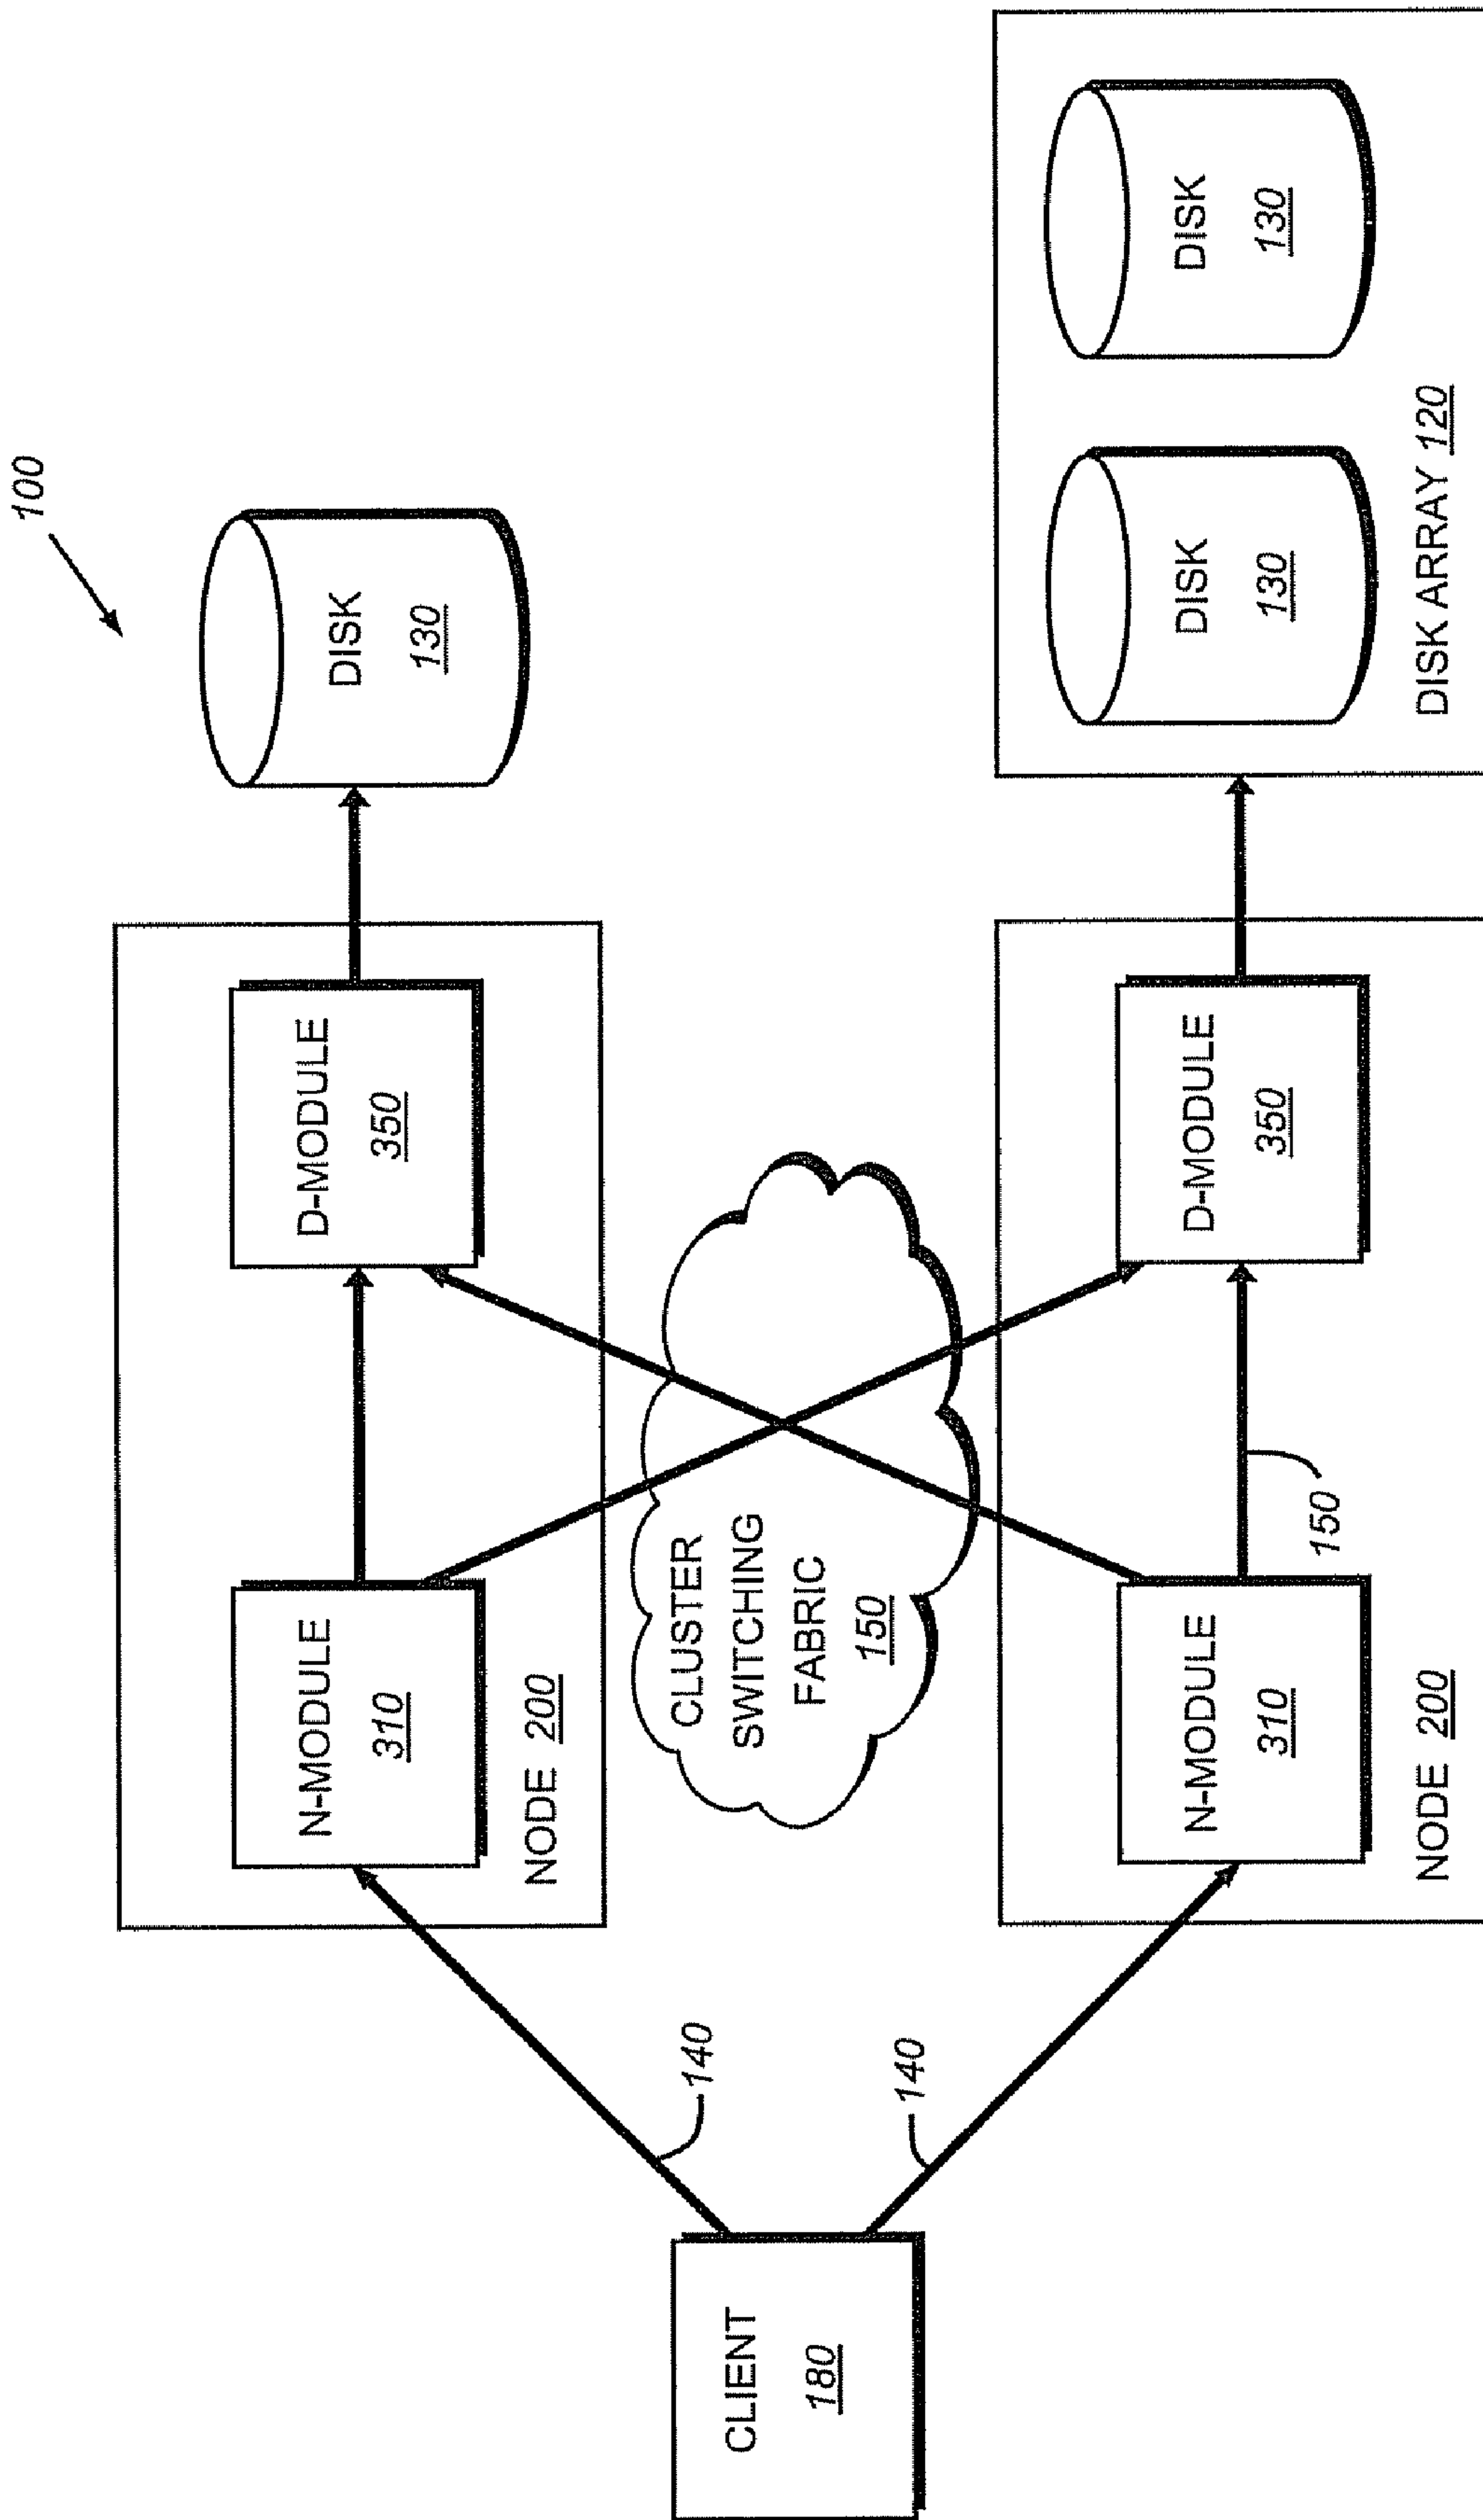 100
N-MODULE
310
D-MODULE
350
DISK
130
NODE 200
140
CLIENT
180
CLUSTER
SWITCHING
FABRIC
150
140
N-MODULE
310
150
D-MODULE
350
DISK
130
DISK
130
NODE 200
DISK ARRAY 120